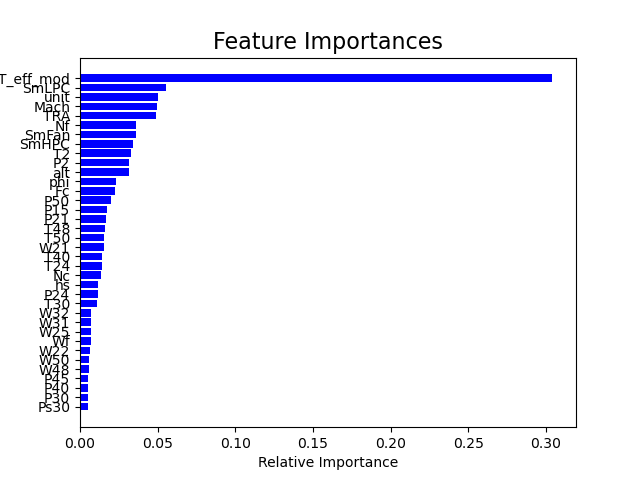 Feature Importances
T_eff_mod
SmLPC
unit
Mach
TRA
Nf
SmFan
SmHPC
T2
P2
alt
phi
Fc
P50
P15
P21
T48
T50
W21
T40
T24
Nc
hs
P24
T30
W32
W31
W25
Wf
W22
W50
W48
P45
P40
P30
Ps30
0.00 0.05 0.10 0.15 0.20 0.25 0.30
Relative Importance